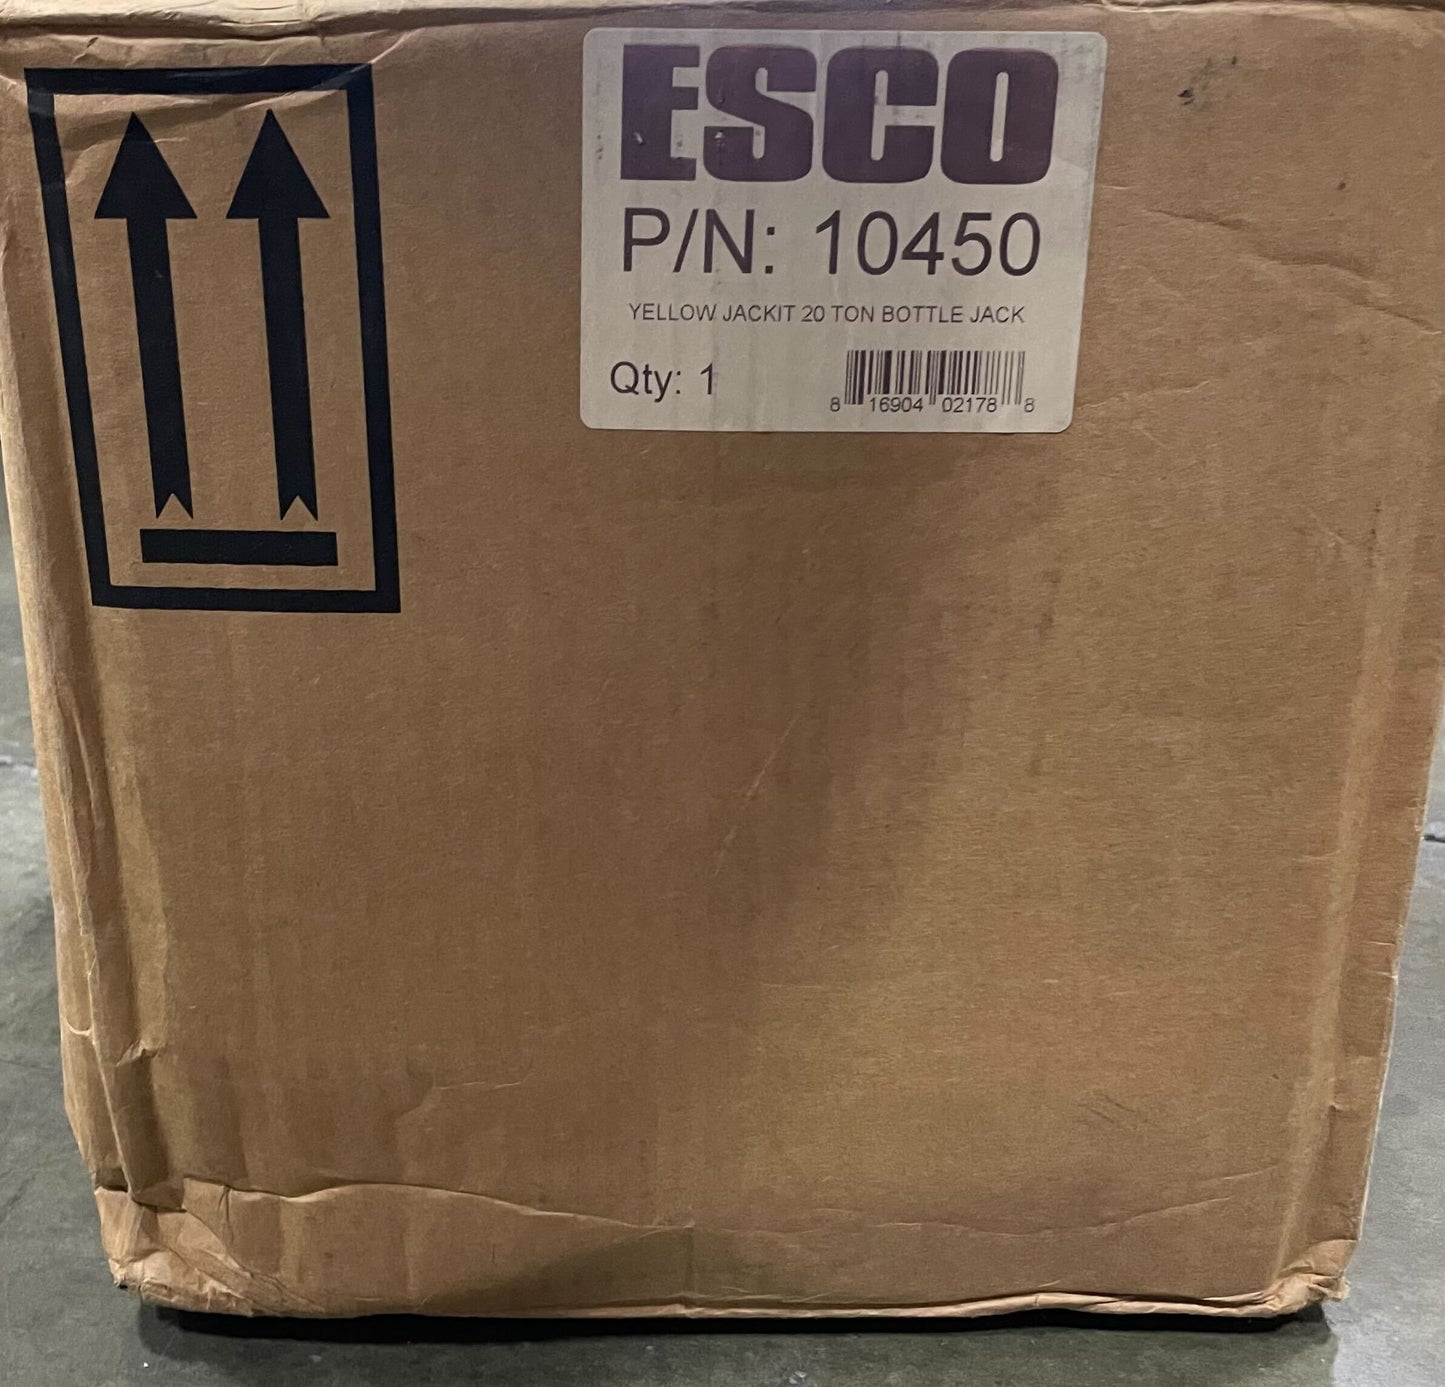 ESCO
P/N: 10450
YELLOW JACKIT 20 TON BOTTLE JACK
Qty: 1
8 16904 02178 8